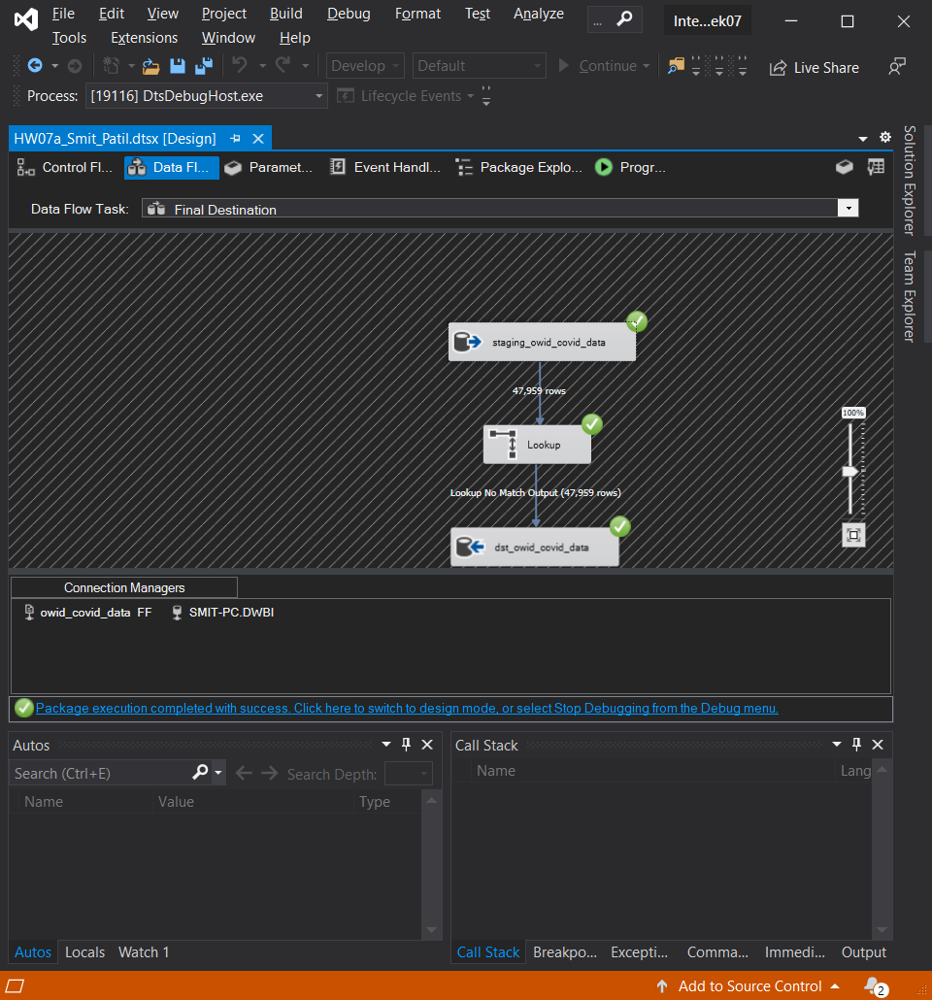 File Edit View Project Build Debug Format Test Analyze ... Inte...ek07
Tools Extensions Window Help
Develop Default Continue Live Share
Process: [19116] DtsDebugHost.exe Lifecycle Events
HW07a_Smit_Patil.dtsx [Design]
Control Fl... Data Fl... Paramet... Event Handl... Package Explo... Progr...
Data Flow Task: Final Destination
Solution Explorer
Team Explorer
staging_owid_covid_data
47,959 rows
100%
Lookup
Lookup No Match Output (47,959 rows)
dst_owid_covid_data
Connection Managers
owid_covid_data FF SMIT-PC.DWBI
Package execution completed with success. Click here to switch to design mode, or select Stop Debugging from the Debug menu.
Autos
Search (Ctrl+E) Search Depth:
Name Value Type
Autos Locals Watch 1
Call Stack
Name Lang
Call Stack Breakpo... Excepti... Comma... Immedi... Output
Add to Source Control 2